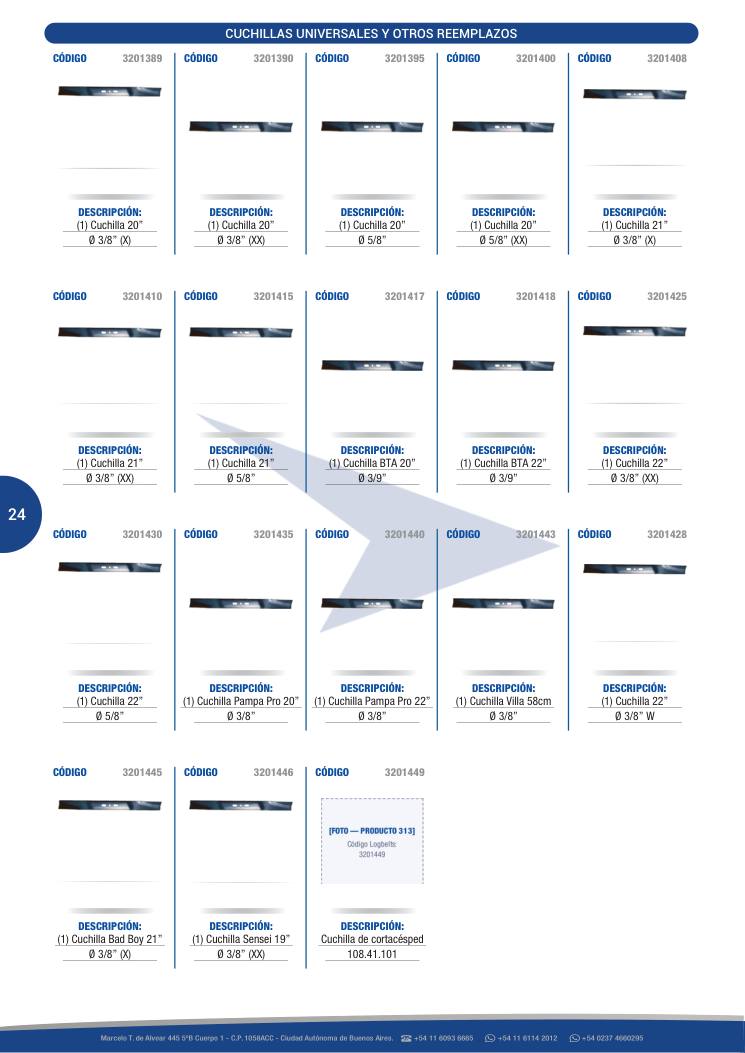 CUCHILLAS UNIVERSALES Y OTROS REEMPLAZOS
CÓDIGO 3201389
DESCRIPCIÓN:
(1) Cuchilla 20”
Ø 3/8” (X)
CÓDIGO 3201390
DESCRIPCIÓN:
(1) Cuchilla 20”
Ø 3/8” (XX)
CÓDIGO 3201395
DESCRIPCIÓN:
(1) Cuchilla 20”
Ø 5/8”
CÓDIGO 3201400
DESCRIPCIÓN:
(1) Cuchilla 20”
Ø 5/8” (XX)
CÓDIGO 3201408
DESCRIPCIÓN:
(1) Cuchilla 21”
Ø 3/8” (X)
CÓDIGO 3201410
DESCRIPCIÓN:
(1) Cuchilla 21”
Ø 3/8” (XX)
CÓDIGO 3201415
DESCRIPCIÓN:
(1) Cuchilla 21”
Ø 5/8”
CÓDIGO 3201417
DESCRIPCIÓN:
(1) Cuchilla BTA 20”
Ø 3/9”
CÓDIGO 3201418
DESCRIPCIÓN:
(1) Cuchilla BTA 22”
Ø 3/9”
CÓDIGO 3201425
DESCRIPCIÓN:
(1) Cuchilla 22”
Ø 3/8” (XX)
24
CÓDIGO 3201430
DESCRIPCIÓN:
(1) Cuchilla 22”
Ø 5/8”
CÓDIGO 3201435
DESCRIPCIÓN:
(1) Cuchilla Pampa Pro 20”
Ø 3/8”
CÓDIGO 3201440
DESCRIPCIÓN:
(1) Cuchilla Pampa Pro 22”
Ø 3/8”
CÓDIGO 3201443
DESCRIPCIÓN:
(1) Cuchilla Villa 58cm
Ø 3/8”
CÓDIGO 3201428
DESCRIPCIÓN:
(1) Cuchilla 22”
Ø 3/8” W
CÓDIGO 3201445
DESCRIPCIÓN:
(1) Cuchilla Bad Boy 21”
Ø 3/8” (X)
CÓDIGO 3201446
DESCRIPCIÓN:
(1) Cuchilla Sensei 19”
Ø 3/8” (XX)
CÓDIGO 3201449
[FOTO — PRODUCTO 313]
Código Logbelts:
3201449
DESCRIPCIÓN:
Cuchilla de cortacésped
108.41.101
Marcelo T. de Alvear 445 5ºB Cuerpo 1 - C.P. 1058ACC - Ciudad Autónoma de Buenos Aires. +54 11 6093 6665 +54 11 6114 2012 +54 0237 4660295